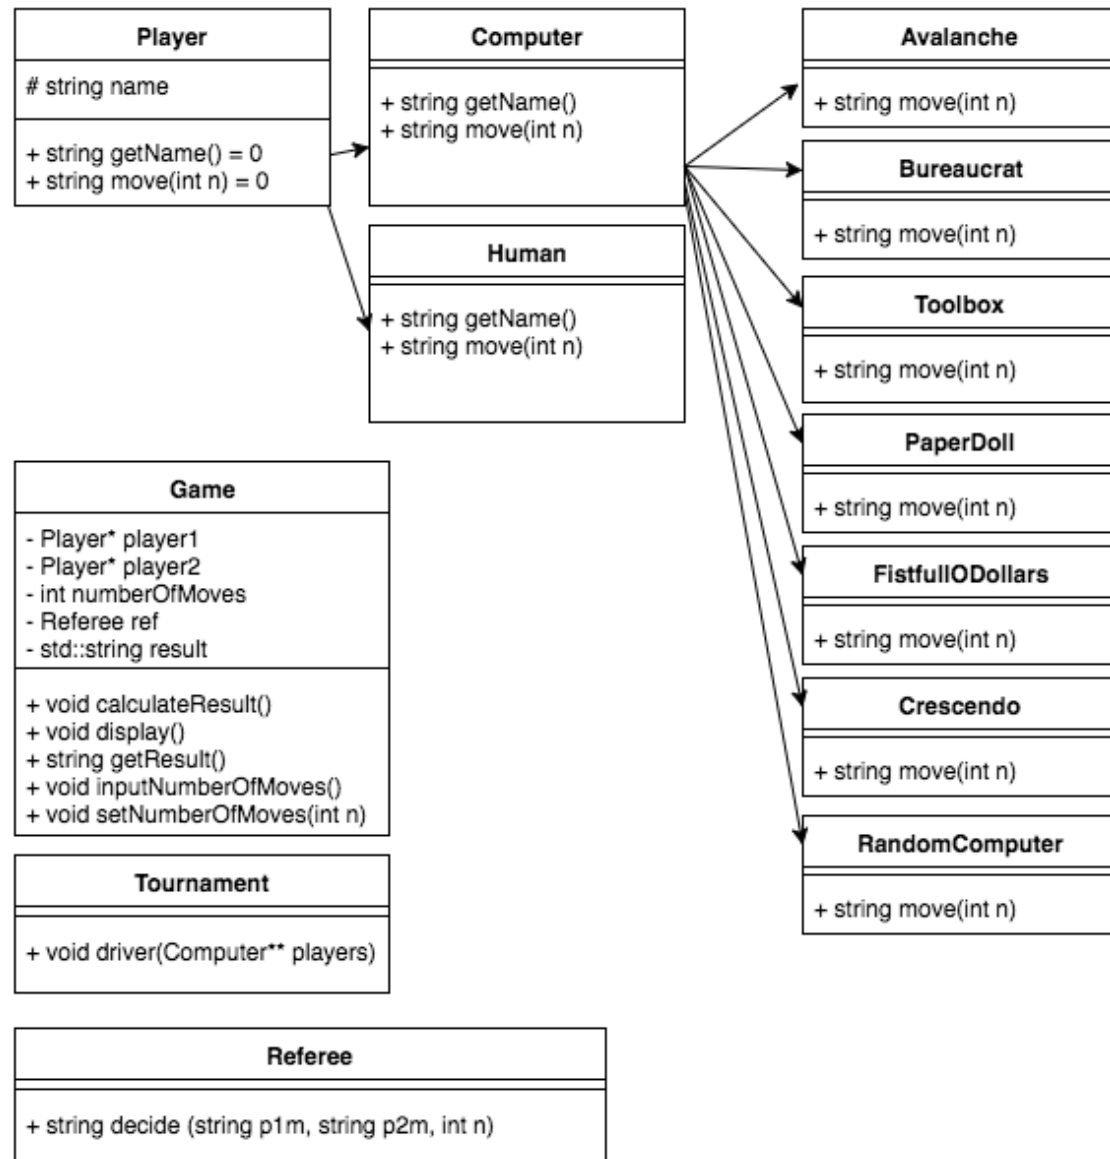 Player
# string name
+ string getName() = 0
+ string move(int n) = 0
Computer
+ string getName()
+ string move(int n)
Human
+ string getName()
+ string move(int n)
Avalanche
+ string move(int n)
Bureaucrat
+ string move(int n)
Toolbox
+ string move(int n)
PaperDoll
+ string move(int n)
FistfullODollars
+ string move(int n)
Crescendo
+ string move(int n)
RandomComputer
+ string move(int n)
Game
- Player* player1
- Player* player2
- int numberOfMoves
- Referee ref
- std::string result
+ void calculateResult()
+ void display()
+ string getResult()
+ void inputNumberOfMoves()
+ void setNumberOfMoves(int n)
Tournament
+ void driver(Computer** players)
Referee
+ string decide (string p1m, string p2m, int n)